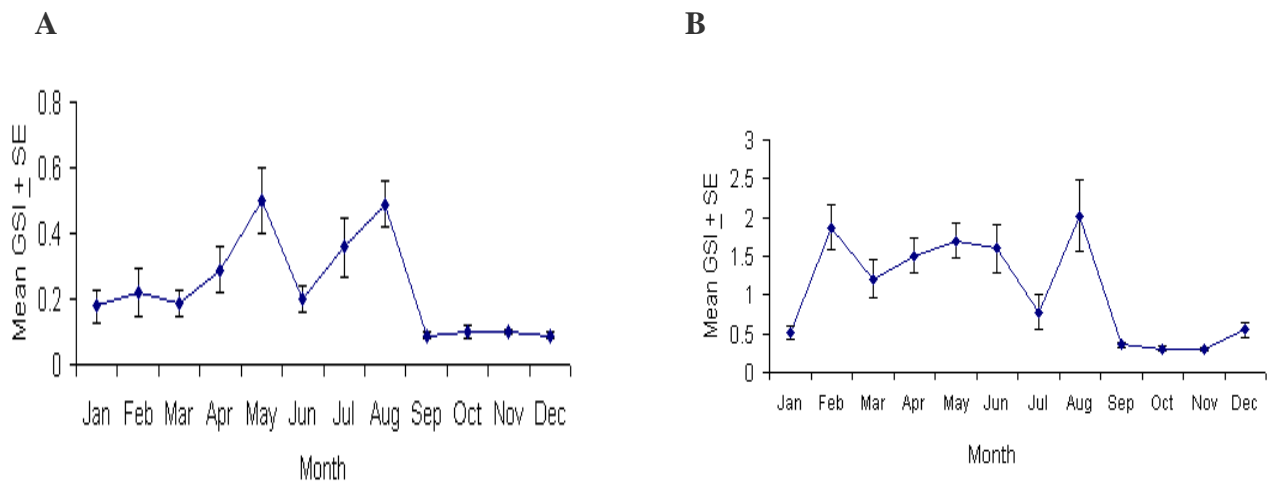 A
B
Mean GSI ± SE
0.8
0.6
0.4
0.2
0
Jan Feb Mar Apr May Jun Jul Aug Sep Oct Nov Dec
Month
Mean GSI ± SE
3
2.5
2
1.5
1
0.5
0
Jan Feb Mar Apr May Jun Jul Aug Sep Oct Nov Dec
Month